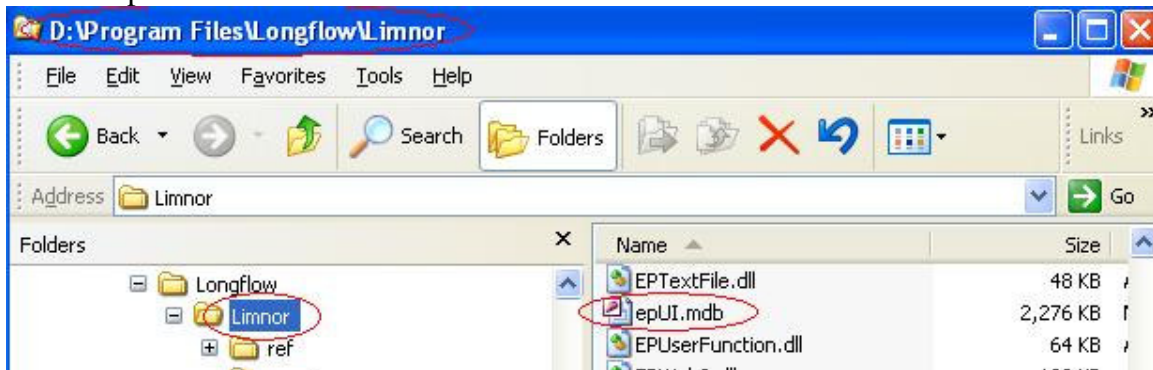 D:\Program Files\Longflow\Limnor
File Edit View Favorites Tools Help
Back Search Folders Links »
Address Limnor Go
Folders × Name Size
Longflow EPTextFile.dll 48 KB
Limnor epUI.mdb 2,276 KB
ref EPUserFunction.dll 64 KB